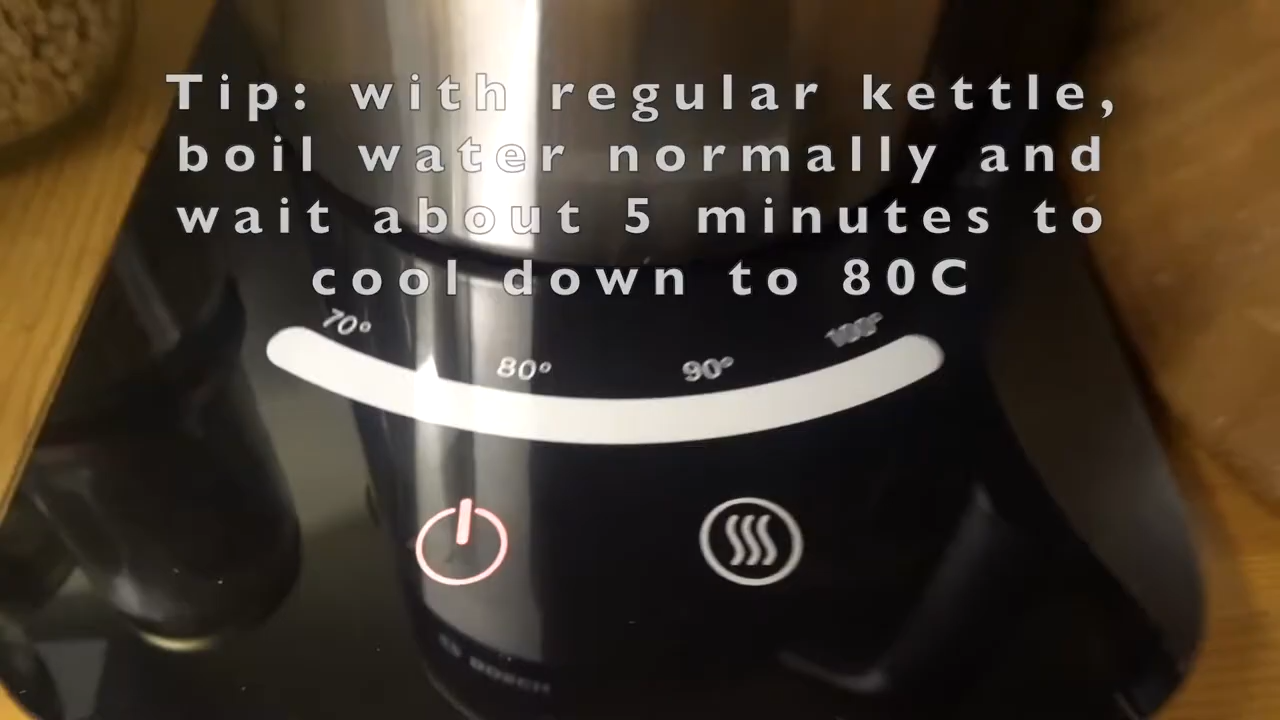 Tip: with regular kettle,
boil water normally and
wait about 5 minutes to
cool down to 80C
70° 80° 90° 100°
BOSCH